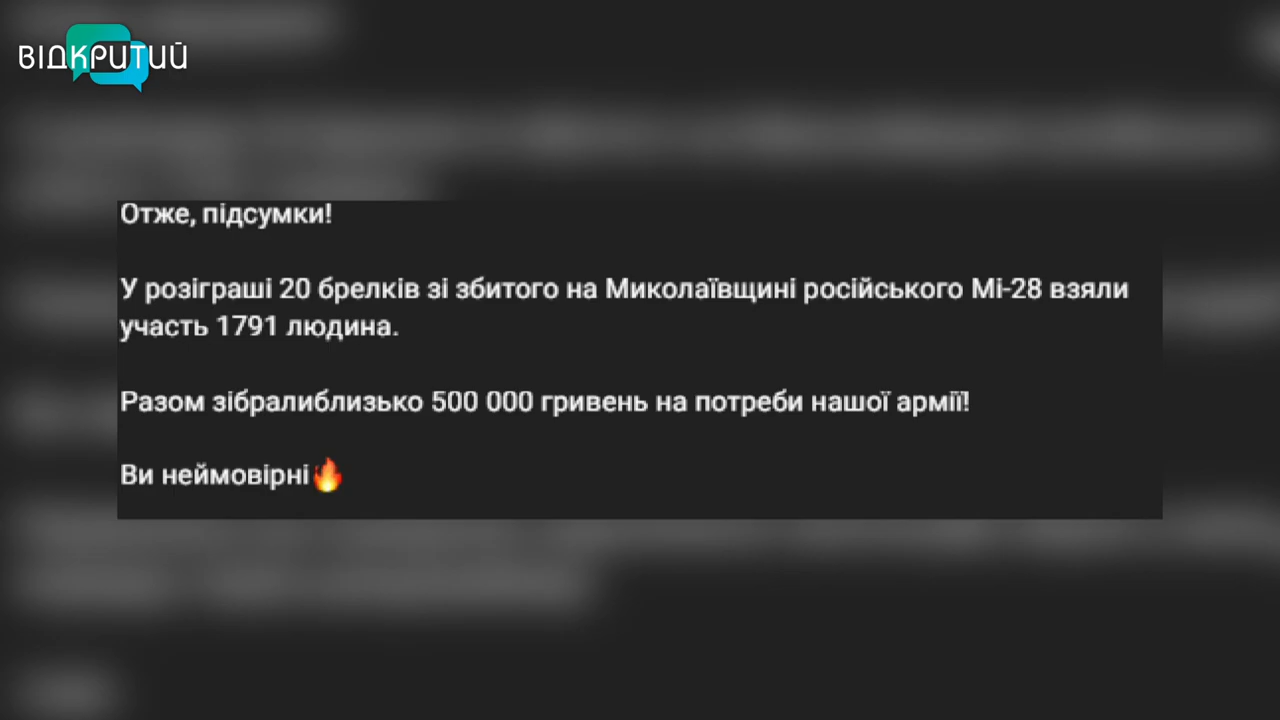 ВІДКРИТИЙ
Отже, підсумки!
У розіграші 20 брелків зі збитого на Миколаївщині російського Мі-28 взяли
участь 1791 людина.
Разом зібралиблизько 500 000 гривень на потреби нашої армії!
Ви неймовірні🔥